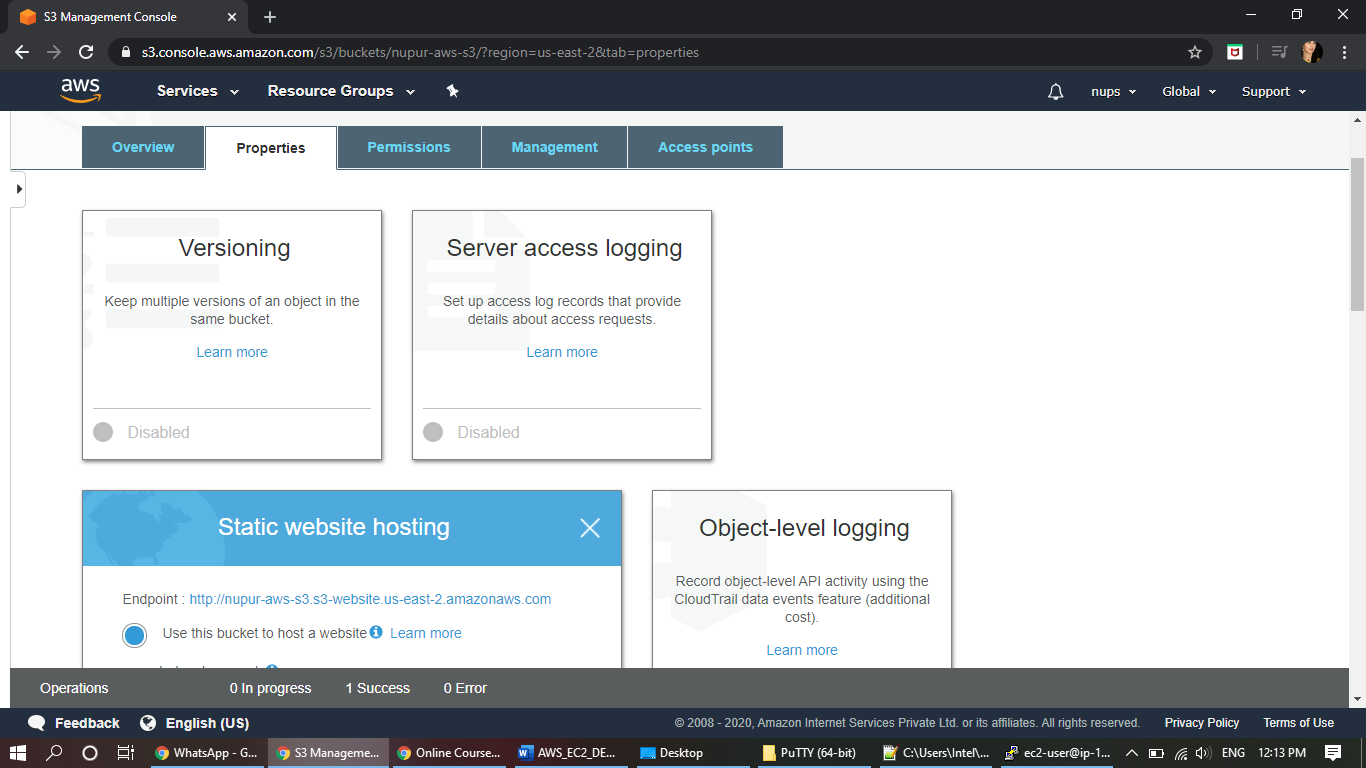 S3 Management Console
s3.console.aws.amazon.com/s3/buckets/nupur-aws-s3/?region=us-east-2&tab=properties
aws
Services
Resource Groups
nups
Global
Support
Overview
Properties
Permissions
Management
Access points
Versioning
Keep multiple versions of an object in the
same bucket.
Learn more
Disabled
Server access logging
Set up access log records that provide
details about access requests.
Learn more
Disabled
Static website hosting
Endpoint : http://nupur-aws-s3.s3-website.us-east-2.amazonaws.com
Use this bucket to host a website Learn more
Object-level logging
Record object-level API activity using the
CloudTrail data events feature (additional
cost).
Learn more
Operations
0 In progress
1 Success
0 Error
Feedback
English (US)
© 2008 - 2020, Amazon Internet Services Private Ltd. or its affiliates. All rights reserved.
Privacy Policy
Terms of Use
WhatsApp - G...
S3 Manageme...
Online Course...
AWS_EC2_DE...
Desktop
PuTTY (64-bit)
C:\Users\Intel\...
ec2-user@ip-1...
ENG
12:13 PM